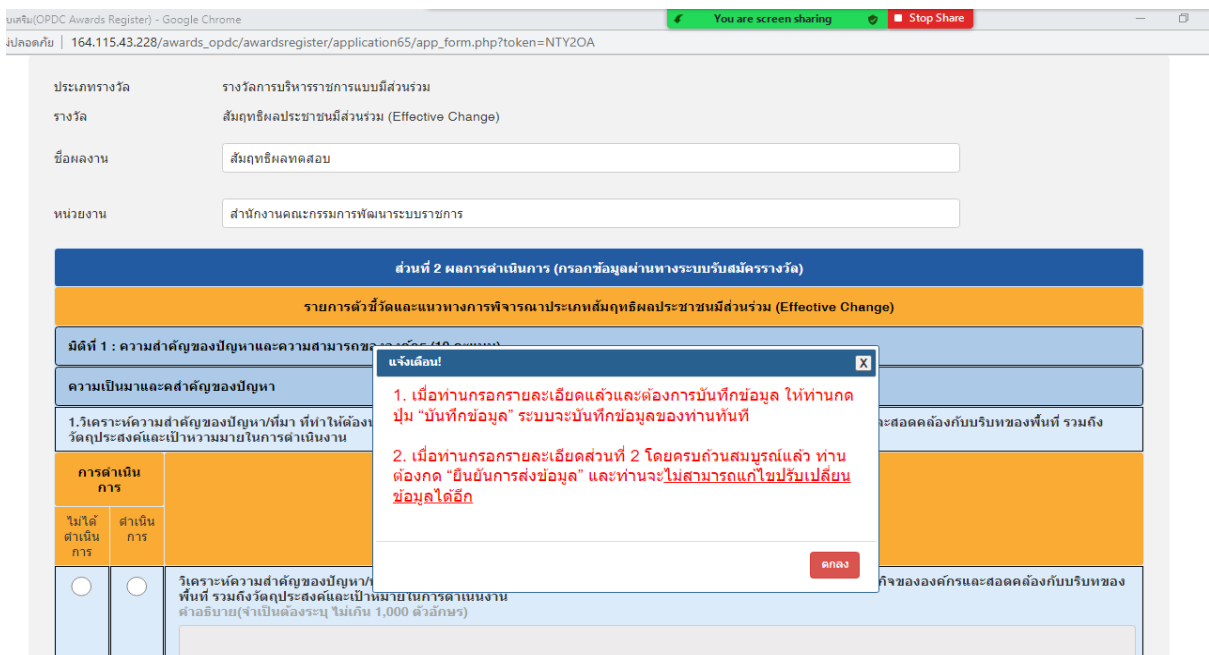 บเสริม(OPDC Awards Register) - Google Chrome
You are screen sharing
Stop Share
ปลอดภัย | 164.115.43.228/awards_opdc/awardsregister/application65/app_form.php?token=NTY2OA
ประเภทรางวัล รางวัลการบริหารราชการแบบมีส่วนร่วม
รางวัล สัมฤทธิผลประชาชนมีส่วนร่วม (Effective Change)
ชื่อผลงาน สัมฤทธิผลทดสอบ
หน่วยงาน สำนักงานคณะกรรมการพัฒนาระบบราชการ
ส่วนที่ 2 ผลการดำเนินการ (กรอกข้อมูลผ่านทางระบบรับสมัครรางวัล)
รายการตัวชี้วัดและแนวทางการพิจารณาประเภทสัมฤทธิผลประชาชนมีส่วนร่วม (Effective Change)
มิติที่ 1 : ความสำคัญของปัญหาและความสามารถของ
ความเป็นมาและคสำคัญของปัญหา
1.วิเคราะห์ความสำคัญของปัญหา/ที่มา ที่ทำให้ต้อง
ะสอดคล้องกับบริบทของพื้นที่ รวมถึง
วัตถุประสงค์และเป้าหวามมายในการดำเนินงาน
แจ้งเตือน!
X
1. เมื่อท่านกรอกรายละเอียดแล้วและต้องการบันทึกข้อมูล ให้ท่านกด
ปุ่ม “บันทึกข้อมูล” ระบบจะบันทึกข้อมูลของท่านทันที
2. เมื่อท่านกรอกรายละเอียดส่วนที่ 2 โดยครบถ้วนสมบูรณ์แล้ว ท่าน
ต้องกด “ยืนยันการส่งข้อมูล” และท่านจะไม่สามารถแก้ไขปรับเปลี่ยน
ข้อมูลได้อีก
ตกลง
การดำเนิน
การ
ไม่ได้
ดำเนิน
การ
ดำเนิน
การ
วิเคราะห์ความสำคัญของปัญหา/
กิจขององค์กรและสอดคล้องกับบริบทของ
พื้นที่ รวมถึงวัตถุประสงค์และเป้าหมายในการดำเนินงาน
คำอธิบาย(จำเป็นต้องระบุ ไม่เกิน 1,000 ตัวอักษร)